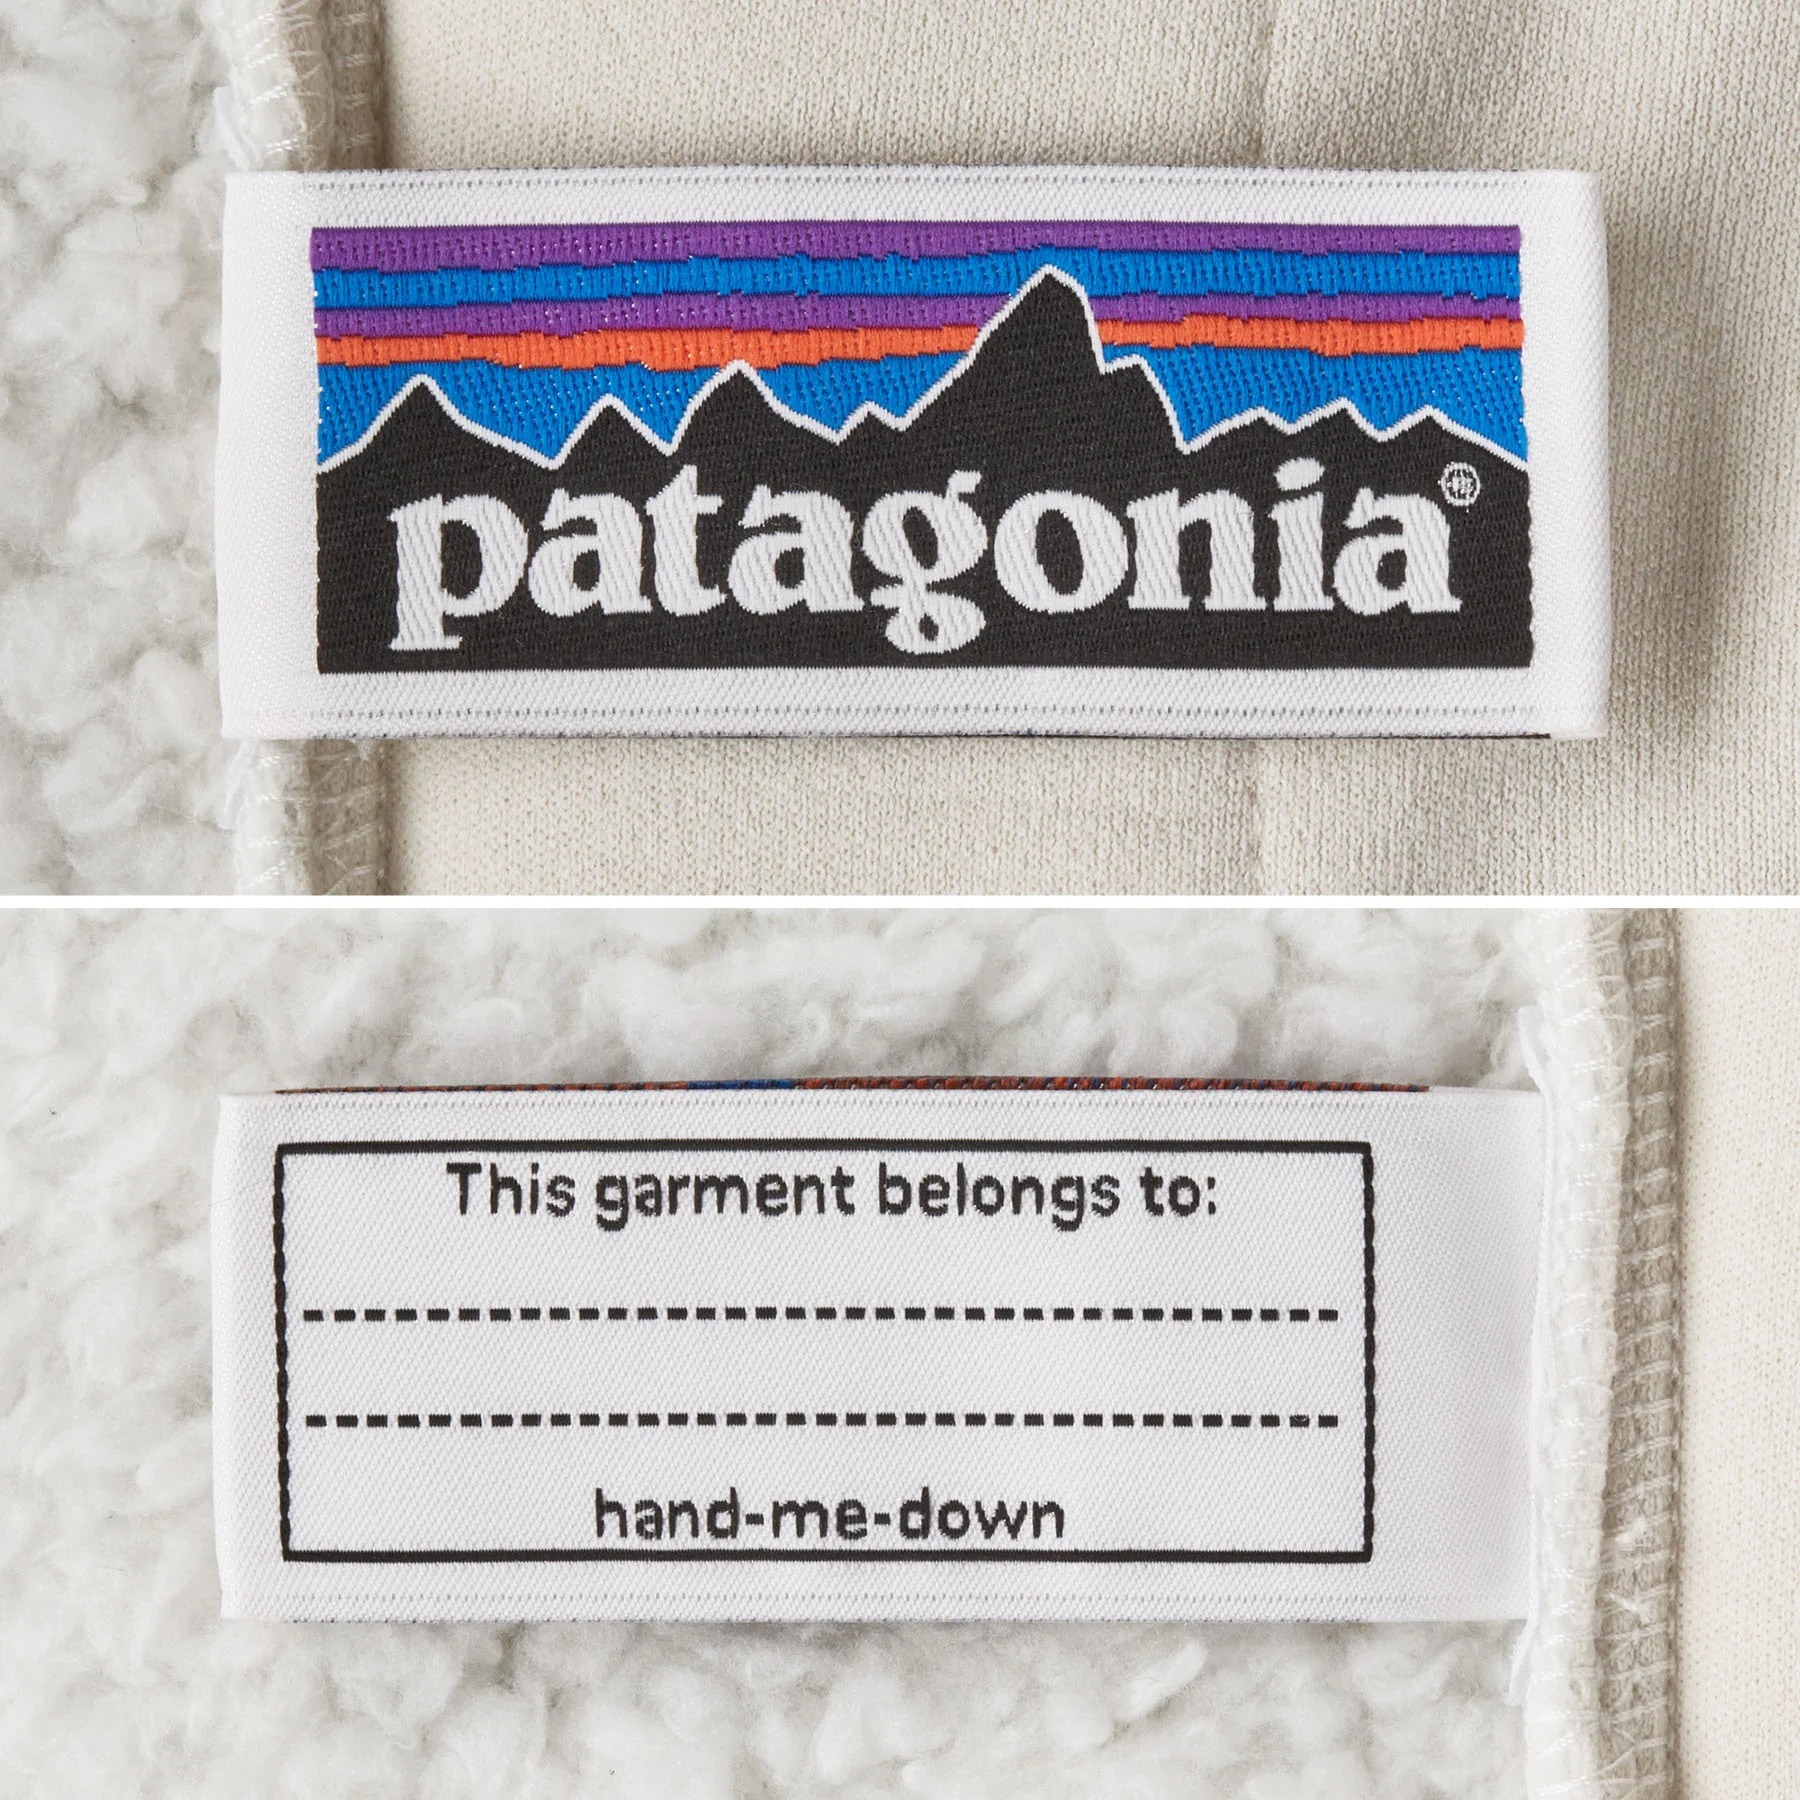 patagonia®
This garment belongs to:
hand-me-down